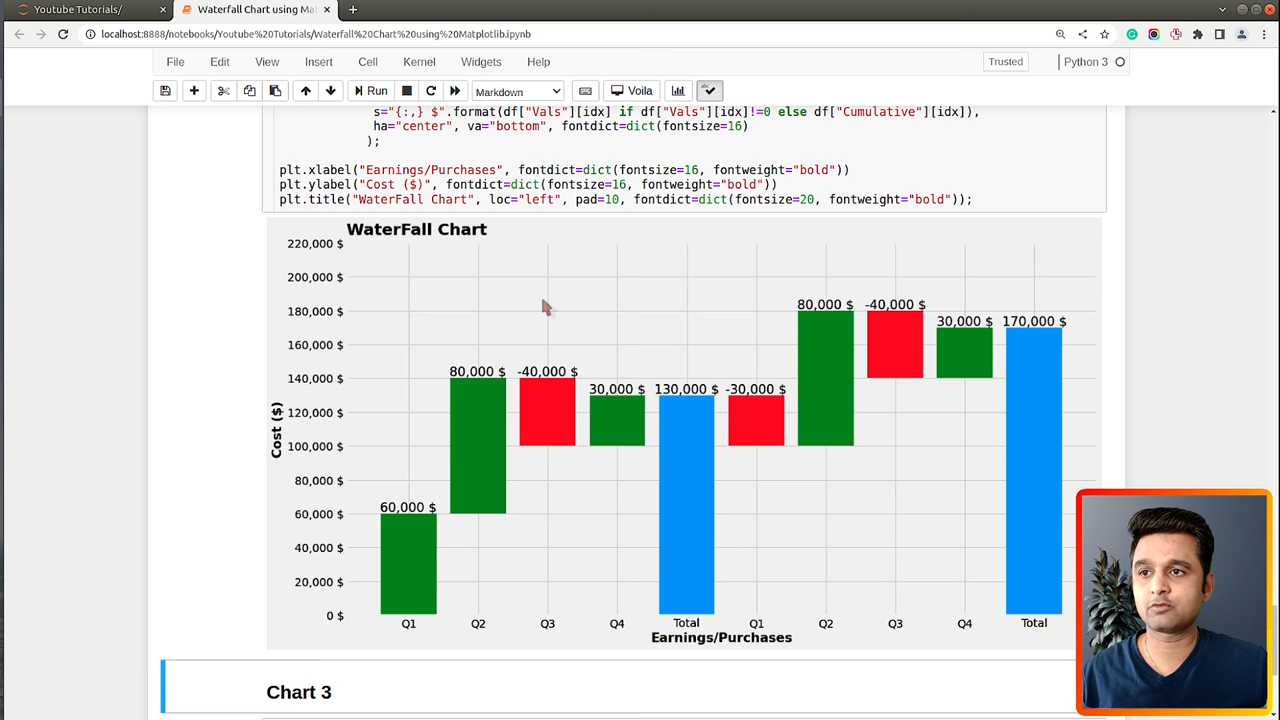 Youtube Tutorials/
Waterfall Chart using Mat
localhost:8888/notebooks/Youtube%20Tutorials/Waterfall%20Chart%20using%20Matplotlib.ipynb
File Edit View Insert Cell Kernel Widgets Help Trusted Python 3
Run Markdown Voila
s="{:,} $".format(df["Vals"][idx] if df["Vals"][idx]!=0 else df["Cumulative"][idx]),
ha="center", va="bottom", fontdict=dict(fontsize=16)
);
plt.xlabel("Earnings/Purchases", fontdict=dict(fontsize=16, fontweight="bold"))
plt.ylabel("Cost ($)", fontdict=dict(fontsize=16, fontweight="bold"))
plt.title("WaterFall Chart", loc="left", pad=10, fontdict=dict(fontsize=20, fontweight="bold"));
WaterFall Chart
220,000 $
200,000 $
180,000 $
160,000 $
140,000 $
120,000 $
100,000 $
80,000 $
60,000 $
40,000 $
20,000 $
0 $
Cost ($)
60,000 $
80,000 $
-40,000 $
30,000 $
130,000 $
-30,000 $
80,000 $
-40,000 $
30,000 $
170,000 $
Q1 Q2 Q3 Q4 Total Q1 Q2 Q3 Q4 Total
Earnings/Purchases
Chart 3